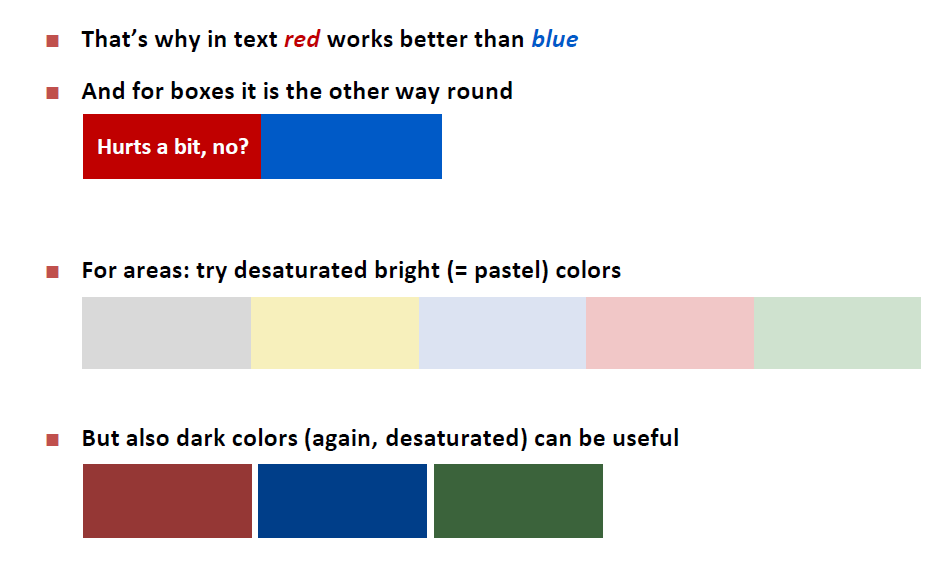 That’s why in text red works better than blue
And for boxes it is the other way round
Hurts a bit, no?
For areas: try desaturated bright (= pastel) colors
But also dark colors (again, desaturated) can be useful